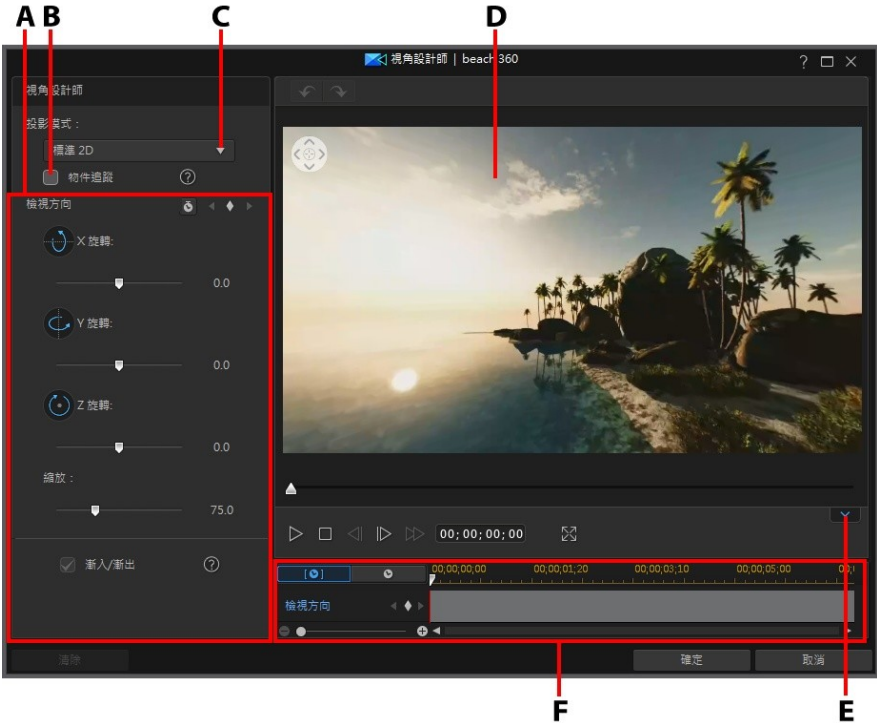 A B C D
視角設計師 | beach 360
視角設計師
投影模式：
標準 2D
物件追蹤
檢視方向
X 旋轉:
0.0
Y 旋轉:
0.0
Z 旋轉:
0.0
縮放：
75.0
漸入/漸出
清除
00;00;00;00
00;00;00;00 00;00;01;20 00;00;03;10 00;00;05;00
檢視方向
確定 取消
F E